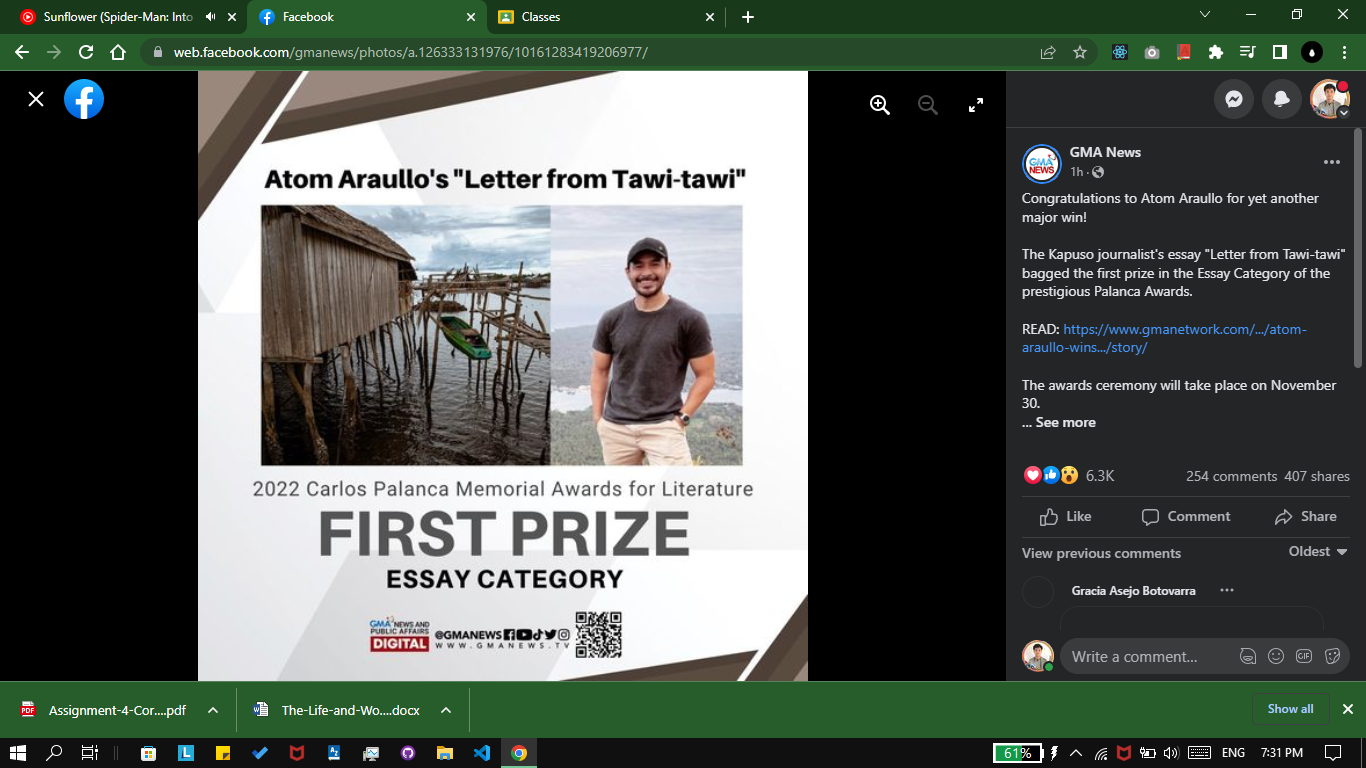 Sunflower (Spider-Man: Into
Facebook
Classes
web.facebook.com/gmanews/photos/a.126333131976/10161283419206977/
Atom Araullo's "Letter from Tawi-tawi"
2022 Carlos Palanca Memorial Awards for Literature
FIRST PRIZE
ESSAY CATEGORY
GMA NEWS AND
PUBLIC AFFAIRS
DIGITAL
@GMANEWS
WWW.GMANEWS.TV
GMA
NEWS
GMA News
1h ·
Congratulations to Atom Araullo for yet another
major win!
The Kapuso journalist's essay "Letter from Tawi-tawi"
bagged the first prize in the Essay Category of the
prestigious Palanca Awards.
READ: https://www.gmanetwork.com/.../atom-
araullo-wins.../story/
The awards ceremony will take place on November
30.
... See more
6.3K
254 comments 407 shares
Like
Comment
Share
View previous comments
Oldest
Gracia Asejo Botovarra
Write a comment...
GIF
PDF
Assignment-4-Cor....pdf
The-Life-and-Wo....docx
Show all
61%
ENG
7:31 PM